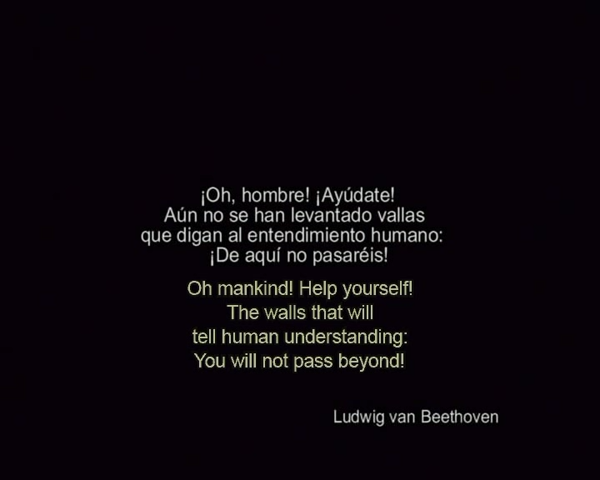 ¡Oh, hombre! ¡Ayúdate!
Aún no se han levantado vallas
que digan al entendimiento humano:
¡De aquí no pasaréis!
Oh mankind! Help yourself!
The walls that will
tell human understanding:
You will not pass beyond!
Ludwig van Beethoven